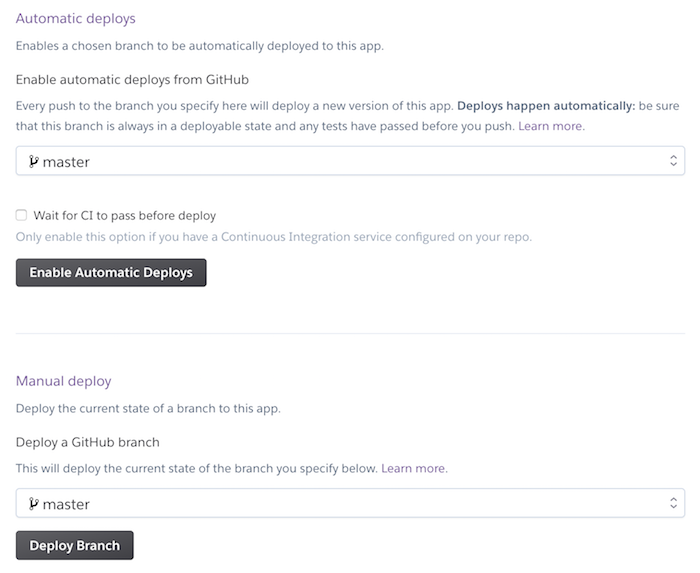 Automatic deploys
Enables a chosen branch to be automatically deployed to this app.
Enable automatic deploys from GitHub
Every push to the branch you specify here will deploy a new version of this app. Deploys happen automatically: be sure
that this branch is always in a deployable state and any tests have passed before you push. Learn more.
master
Wait for CI to pass before deploy
Only enable this option if you have a Continuous Integration service configured on your repo.
Enable Automatic Deploys
Manual deploy
Deploy the current state of a branch to this app.
Deploy a GitHub branch
This will deploy the current state of the branch you specify below. Learn more.
master
Deploy Branch